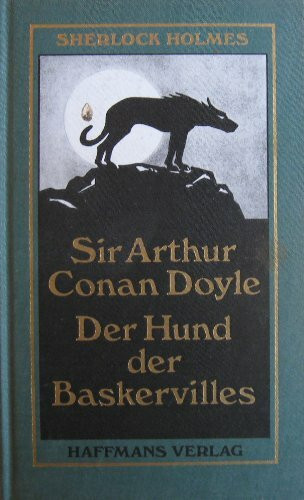 SHERLOCK HOLMES
Sir Arthur
Conan Doyle
Der Hund
der
Baskervilles
HAFFMANS VERLAG